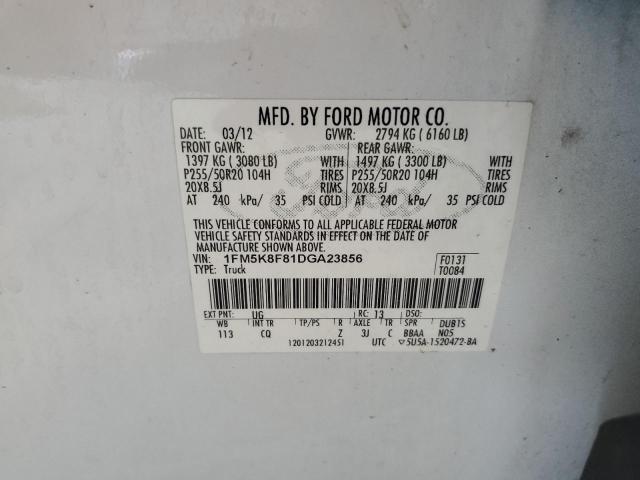 MFD. BY FORD MOTOR CO.
DATE: 03/12 GVWR: 2794 KG ( 6160 LB)
FRONT GAWR: REAR GAWR:
1397 KG ( 3080 LB) WITH 1497 KG ( 3300 LB) WITH
P255/50R20 104H TIRES P255/50R20 104H TIRES
20X8.5J RIMS 20X8.5J RIMS
AT 240 kPa/ 35 PSI COLD AT 240 kPa/ 35 PSI COLD
THIS VEHICLE CONFORMS TO ALL APPLICABLE FEDERAL MOTOR
VEHICLE SAFETY STANDARDS IN EFFECT ON THE DATE OF
MANUFACTURE SHOWN ABOVE.
VIN: 1FM5K8F81DGA23856 F0131
TYPE: Truck T0084
EXT PNT: UG RC: 13 DSO:
WB INT TR TP/PS R AXLE TR SPR DUB1S
113 CQ Z 3J C BBAA N05
1201203212451 UTC ▽5U5A-1520472-BA